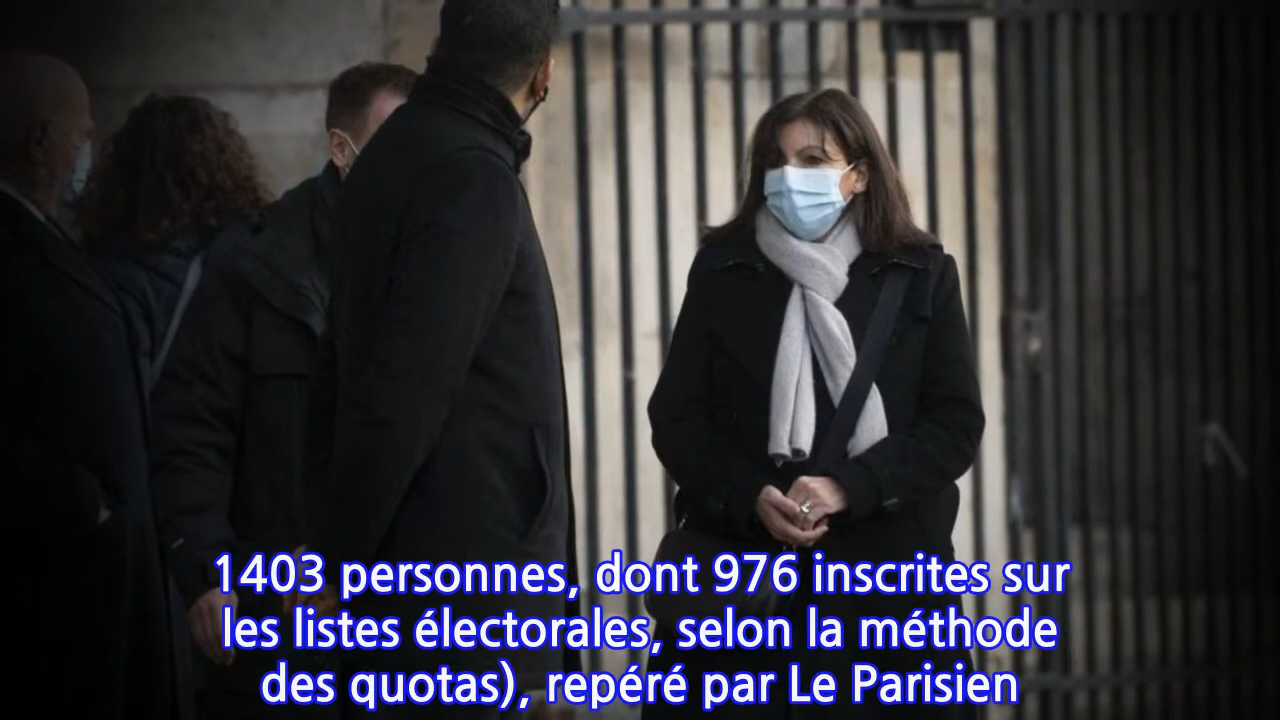 1403 personnes, dont 976 inscrites sur
les listes électorales, selon la méthode
des quotas), repéré par Le Parisien